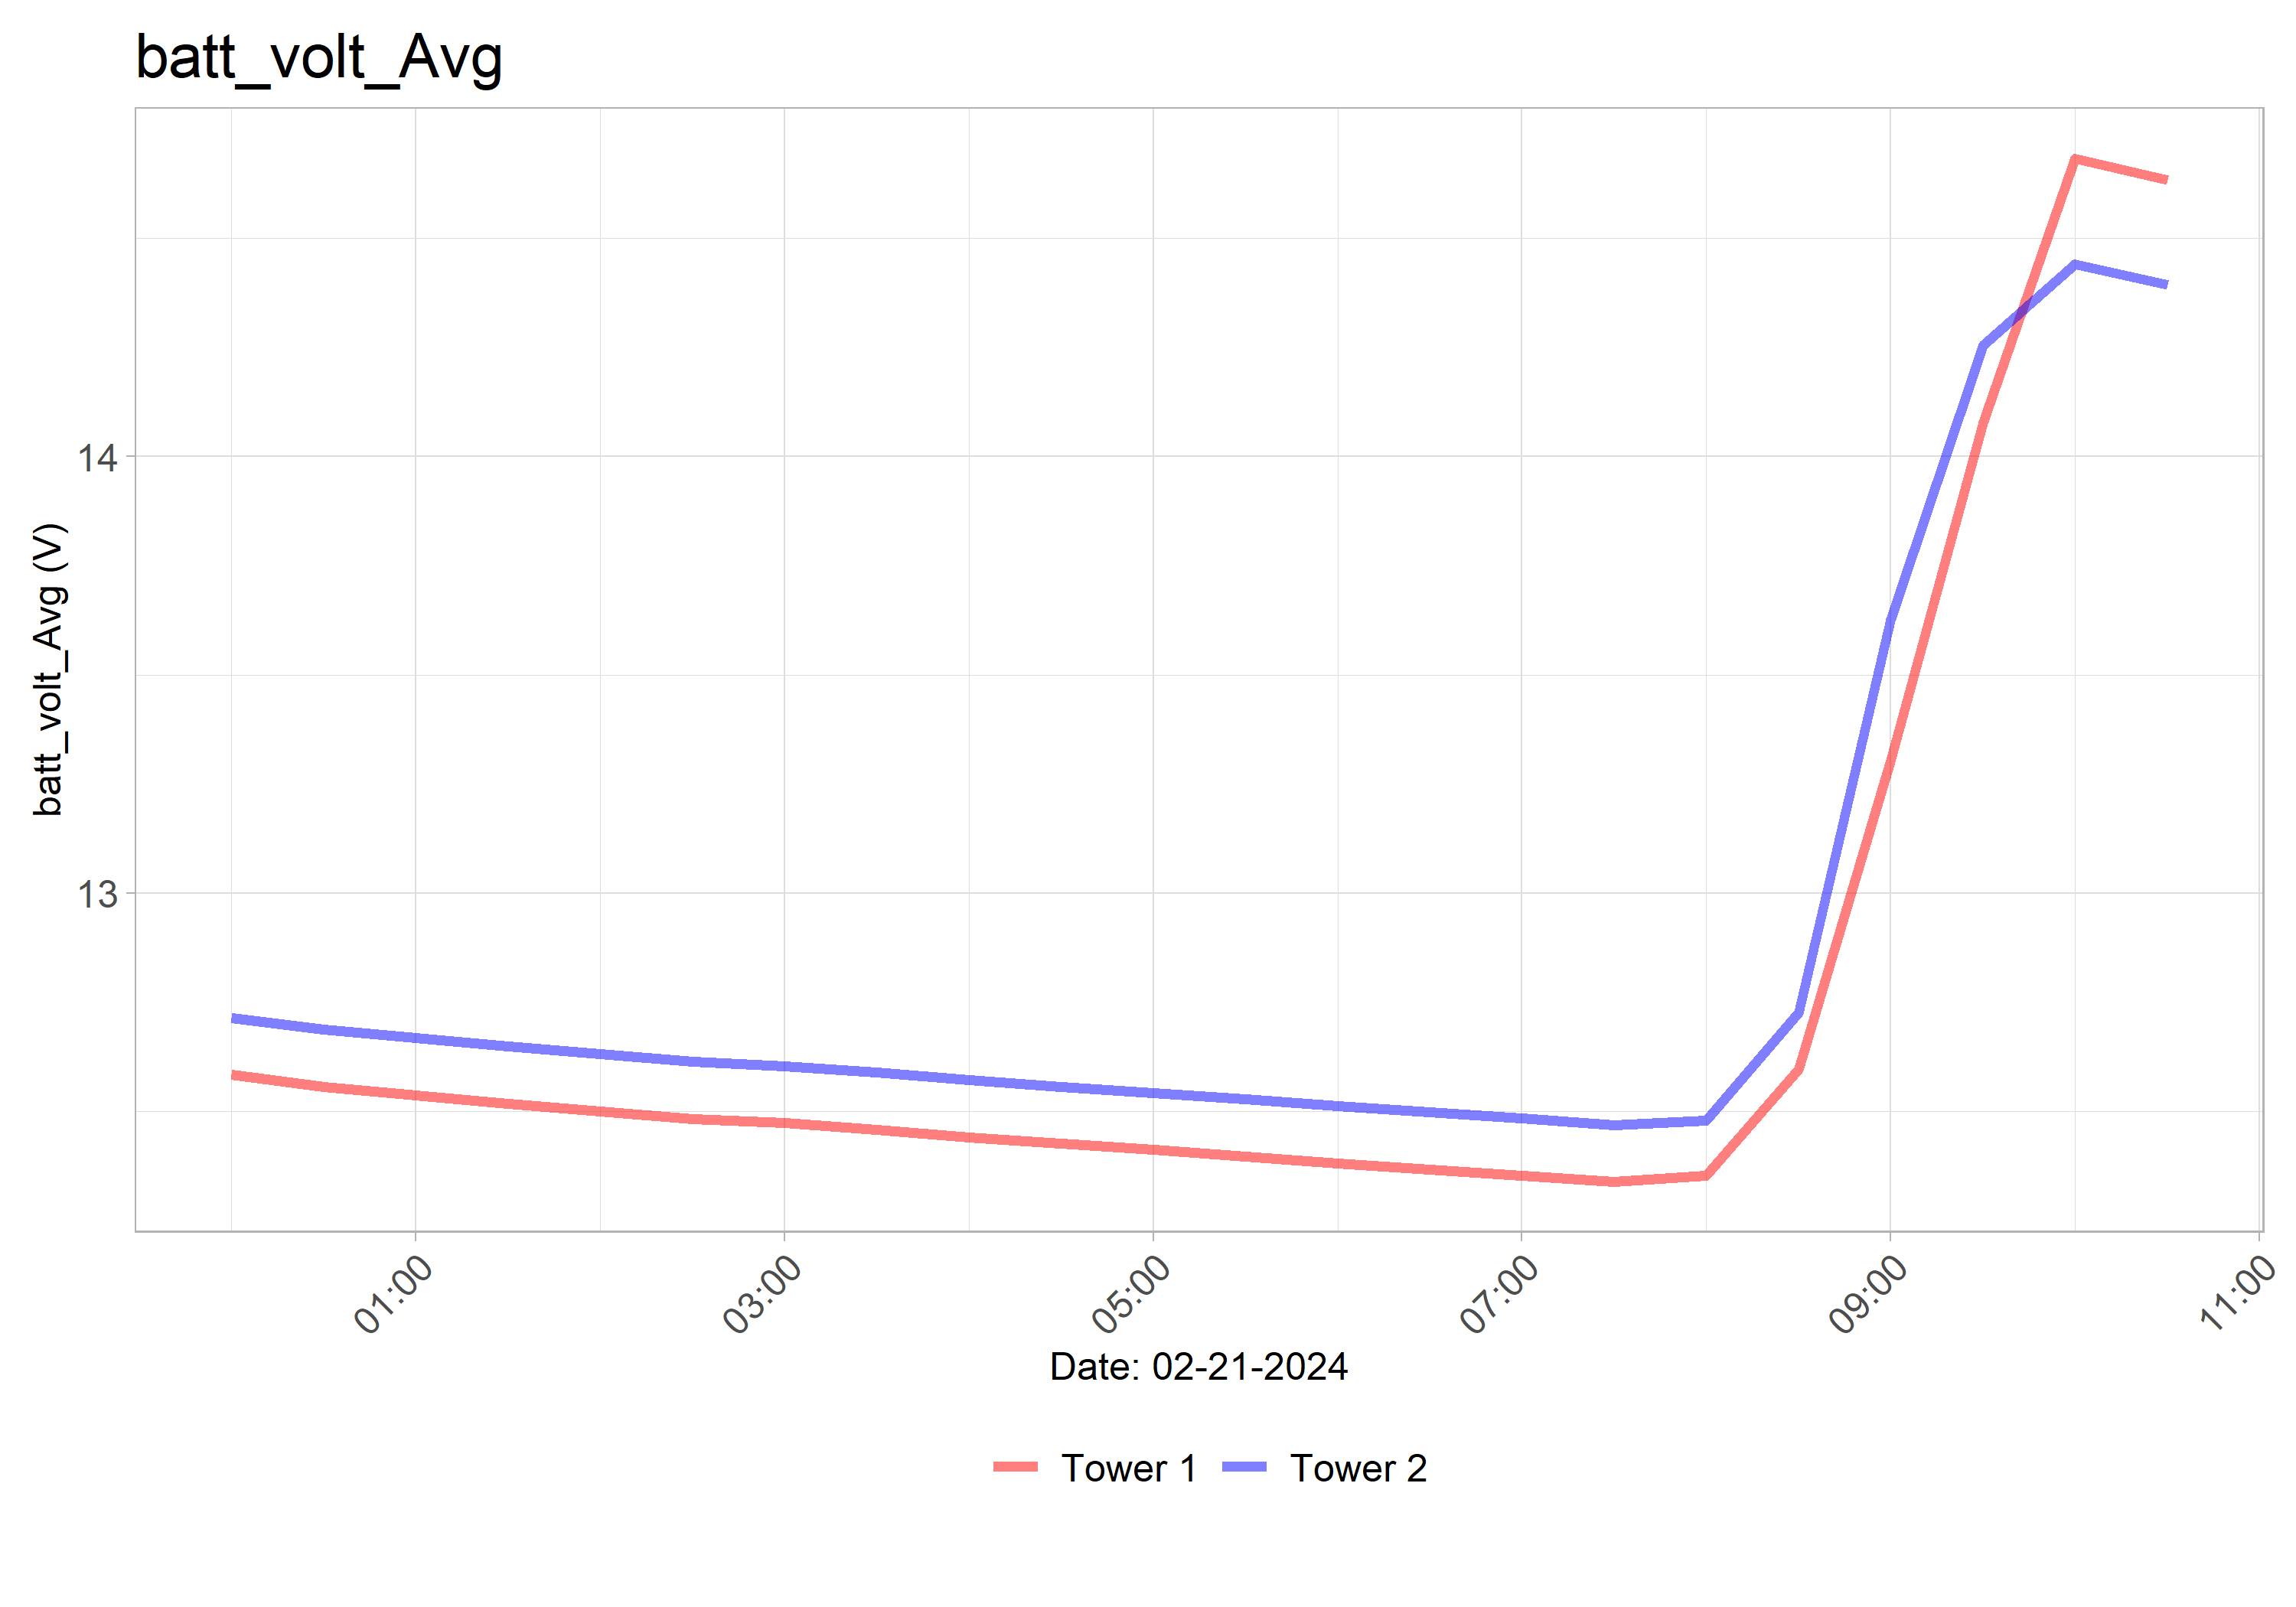 batt_volt_Avg
batt_volt_Avg (V)
14
13
01:00 03:00 05:00 07:00 09:00 11:00
Date: 02-21-2024
Tower 1 Tower 2